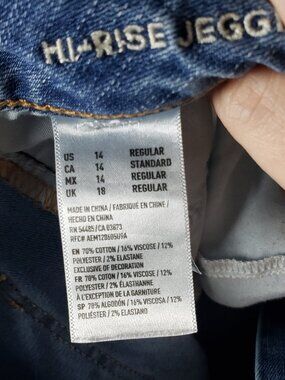 HI-RISE JEGGI
US 14 REGULAR
CA 14 STANDARD
MX 14 REGULAR
UK 18 REGULAR
MADE IN CHINA / FABRIQUÉ EN CHINE /
HECHO EN CHINA
RN 54485 / CA 03873
RFC# AEM120605U9A
EN 70% COTTON / 16% VISCOSE / 12%
POLYESTER / 2% ELASTANE
EXCLUSIVE OF DECORATION
FR 70% COTON / 16% VISCOSE / 12%
POLYESTER / 2% ÉLASTHANNE
À L'EXCEPTION DE LA GARNITURE
SP 70% ALGODÓN / 16% VISCOSA / 12%
POLIÉSTER / 2% ELASTANO